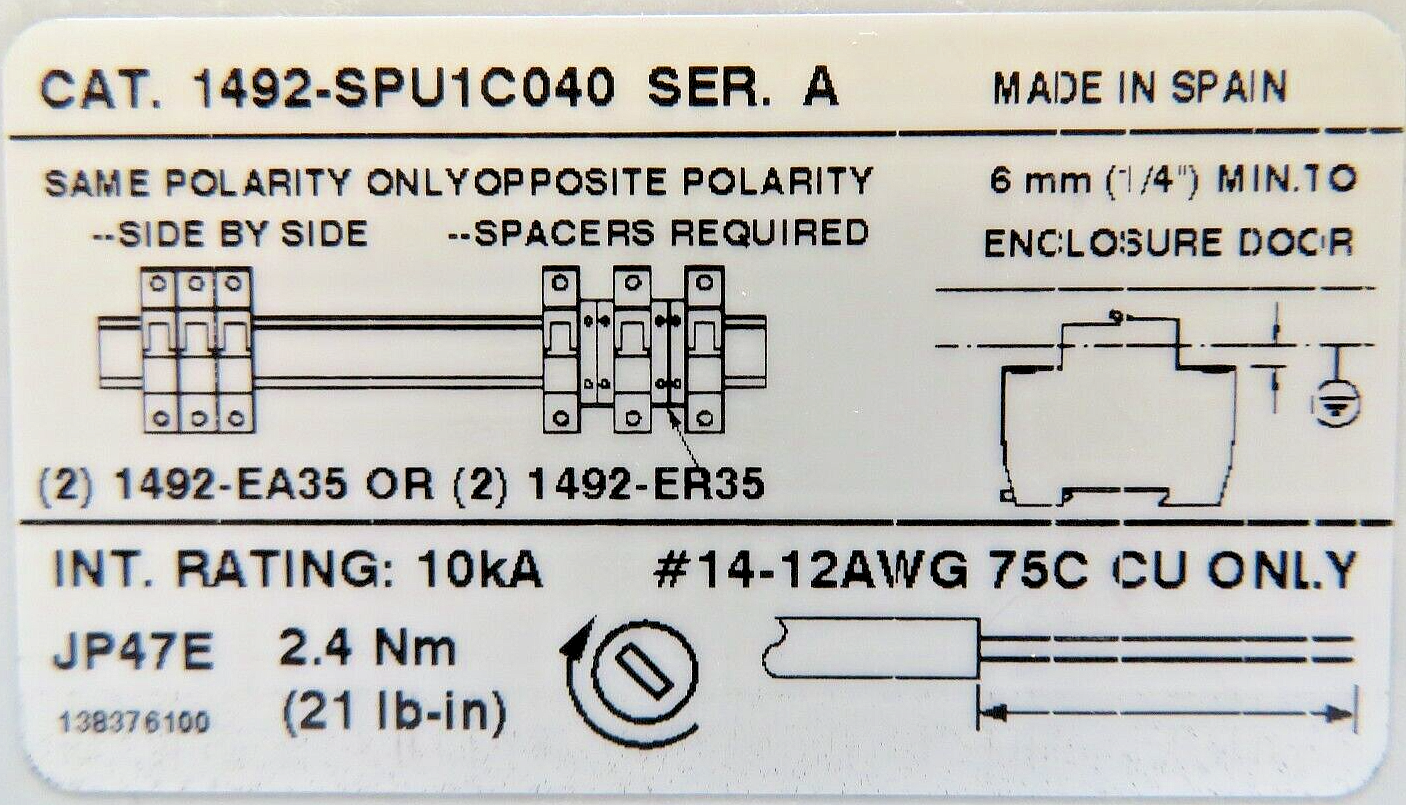 CAT. 1492-SPU1C040 SER. A
MADE IN SPAIN
SAME POLARITY ONLY
--SIDE BY SIDE
OPPOSITE POLARITY
--SPACERS REQUIRED
6 mm (1/4") MIN.TO
ENCLOSURE DOOR
(2) 1492-EA35 OR (2) 1492-ER35
INT. RATING: 10kA
#14-12AWG 75C CU ONLY
JP47E
138376100
2.4 Nm
(21 lb-in)